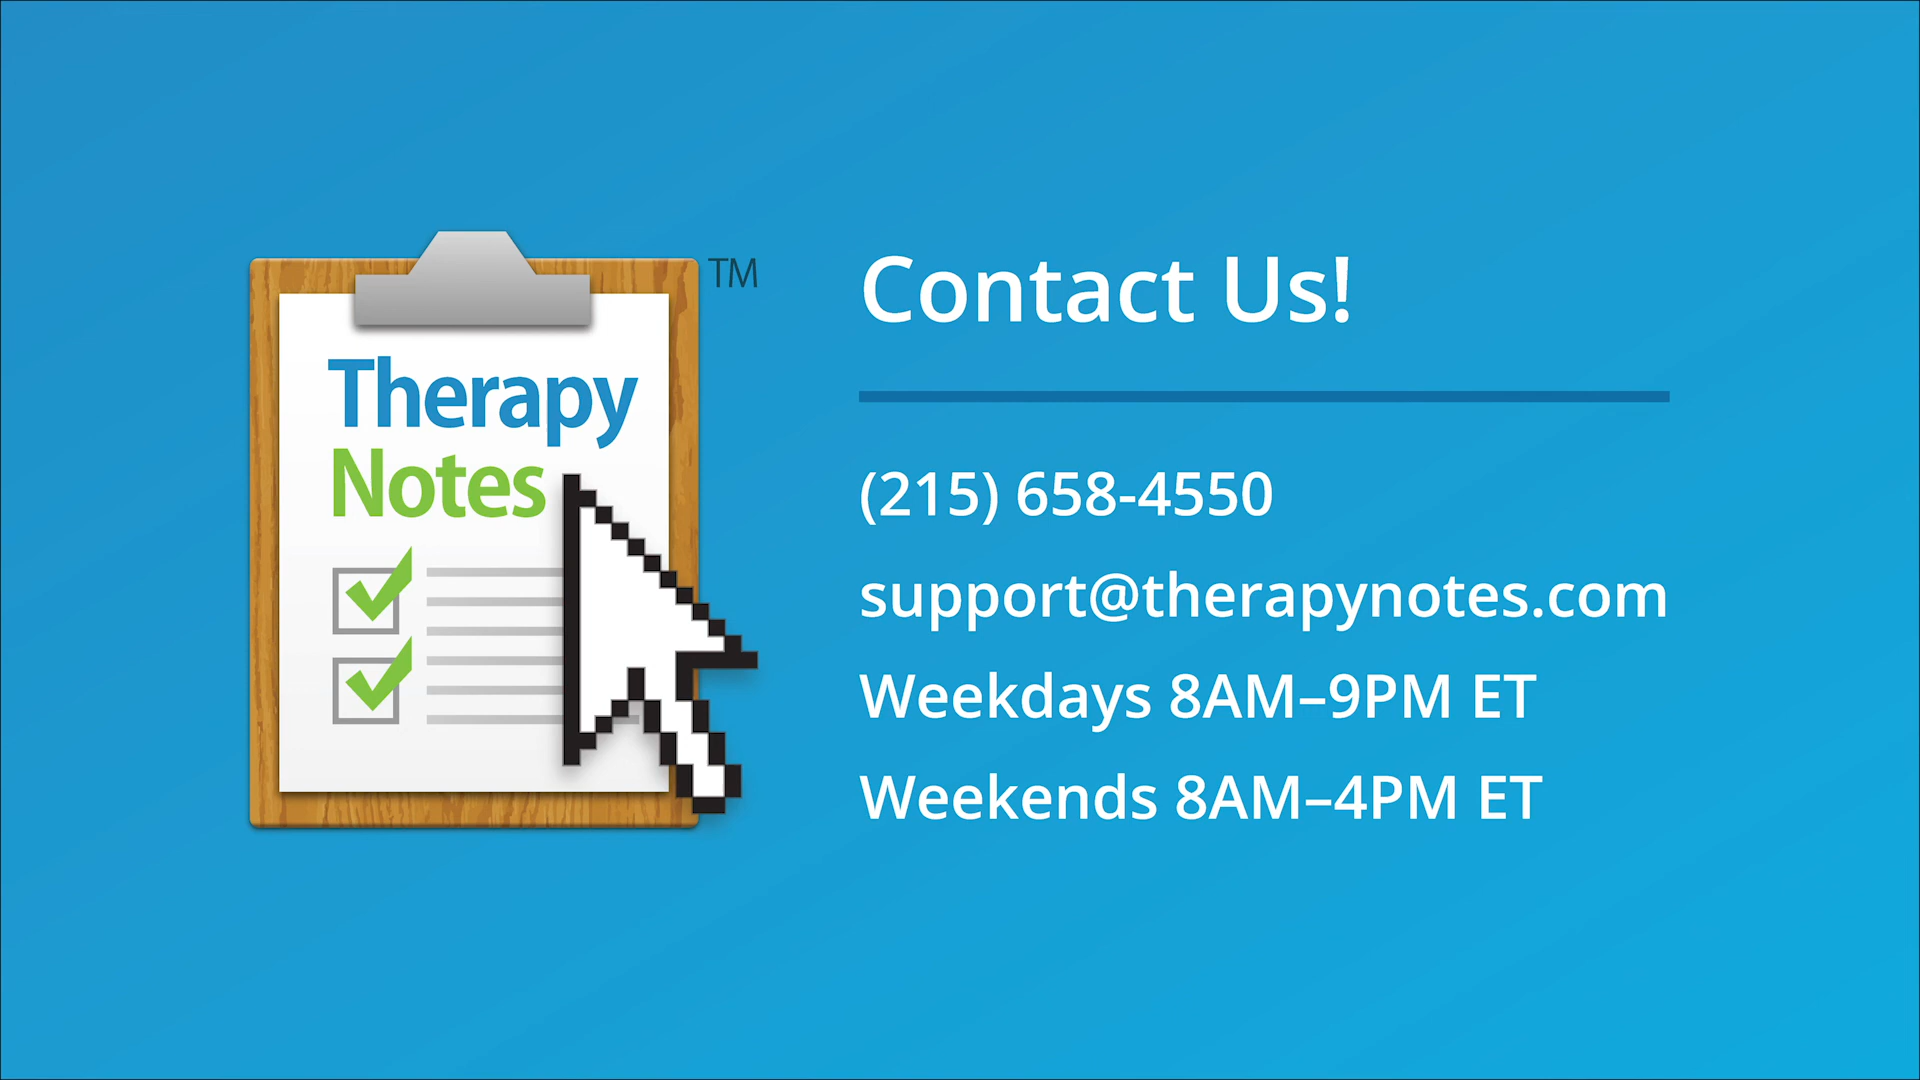 Therapy
Notes
TM
Contact Us!
(215) 658-4550
support@therapynotes.com
Weekdays 8AM–9PM ET
Weekends 8AM–4PM ET